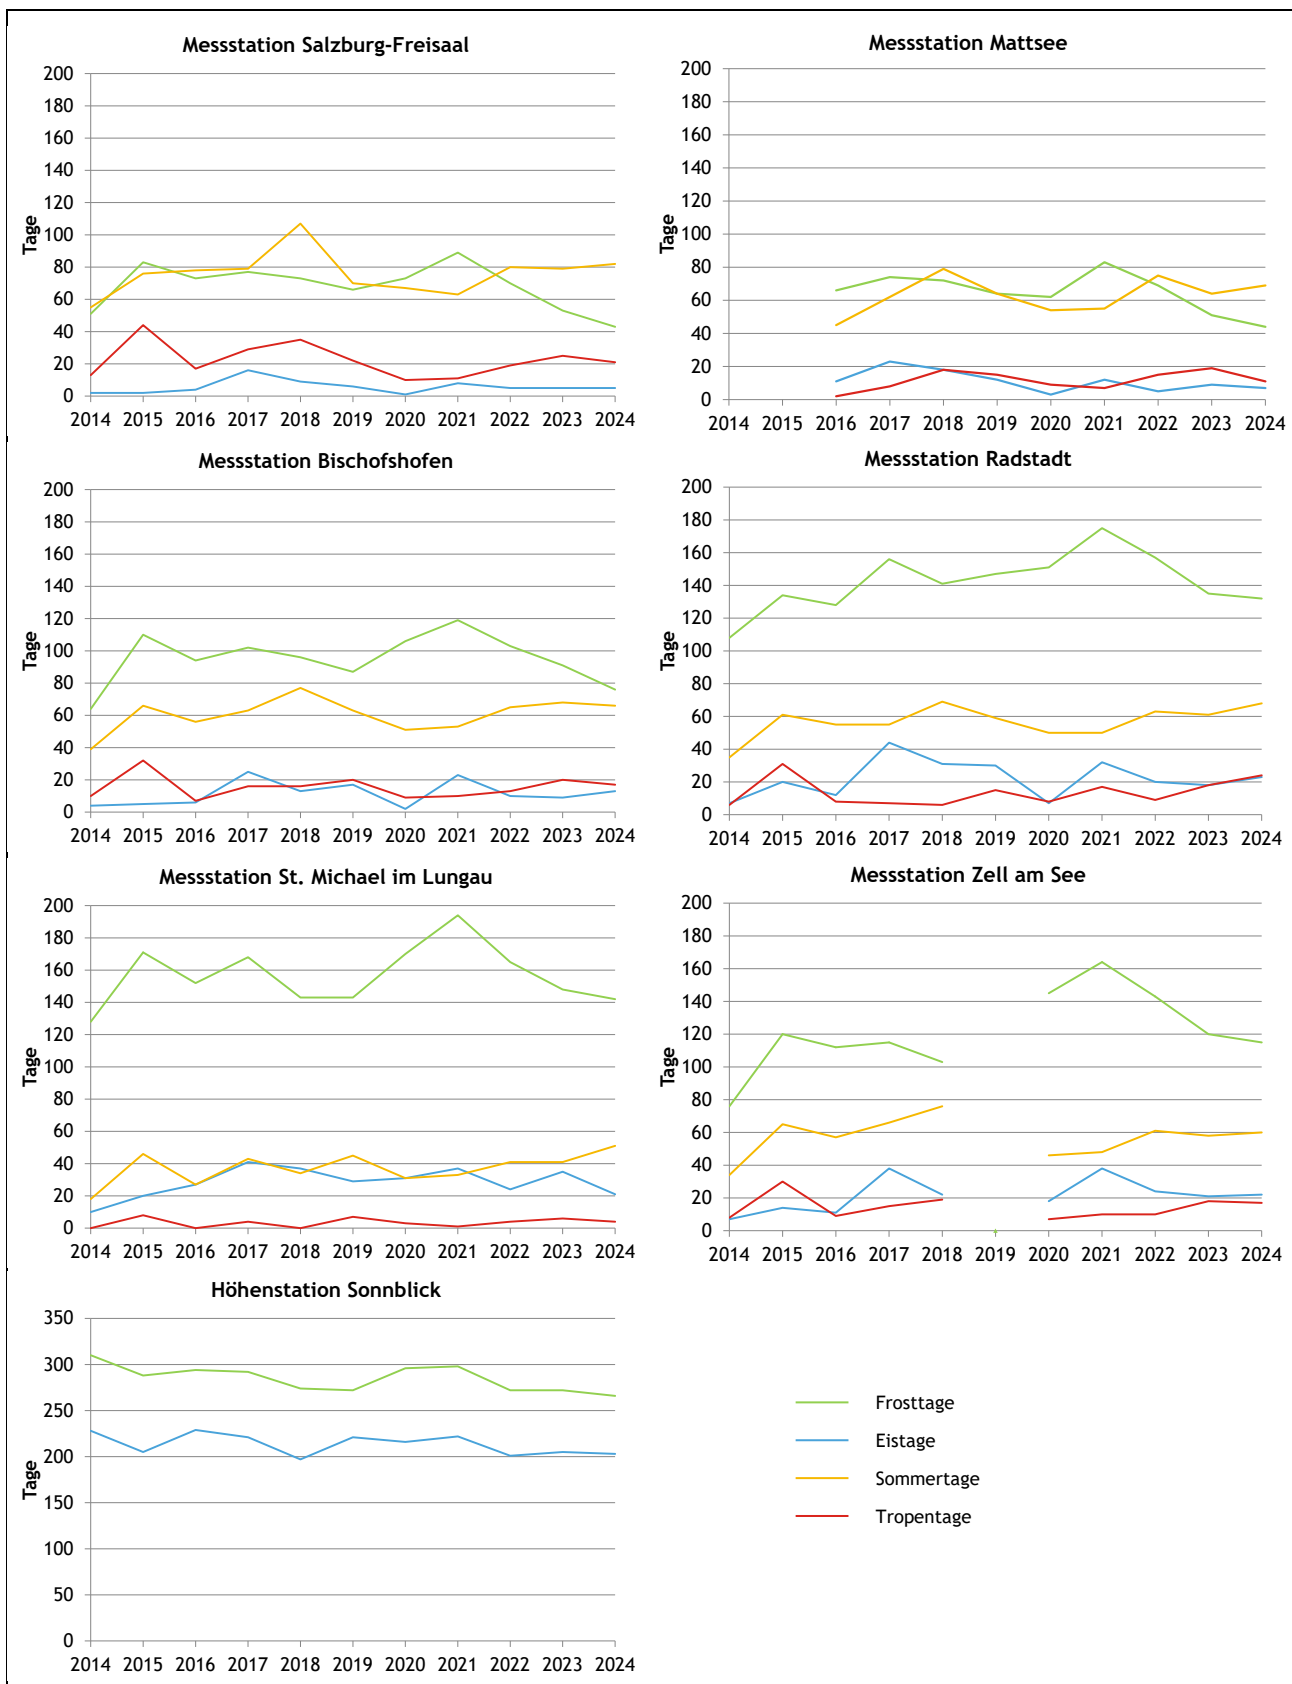 Messstation Salzburg-Freisaal
Tage
200
180
160
140
120
100
80
60
40
20
0
2014 2015 2016 2017 2018 2019 2020 2021 2022 2023 2024
Messstation Mattsee
Tage
200
180
160
140
120
100
80
60
40
20
0
2014 2015 2016 2017 2018 2019 2020 2021 2022 2023 2024
Messstation Bischofshofen
Tage
200
180
160
140
120
100
80
60
40
20
0
2014 2015 2016 2017 2018 2019 2020 2021 2022 2023 2024
Messstation Radstadt
Tage
200
180
160
140
120
100
80
60
40
20
0
2014 2015 2016 2017 2018 2019 2020 2021 2022 2023 2024
Messstation St. Michael im Lungau
Tage
200
180
160
140
120
100
80
60
40
20
0
2014 2015 2016 2017 2018 2019 2020 2021 2022 2023 2024
Messstation Zell am See
Tage
200
180
160
140
120
100
80
60
40
20
0
2014 2015 2016 2017 2018 2019 2020 2021 2022 2023 2024
Höhenstation Sonnblick
Tage
350
300
250
200
150
100
50
0
2014 2015 2016 2017 2018 2019 2020 2021 2022 2023 2024
Frosttage
Eistage
Sommertage
Tropentage